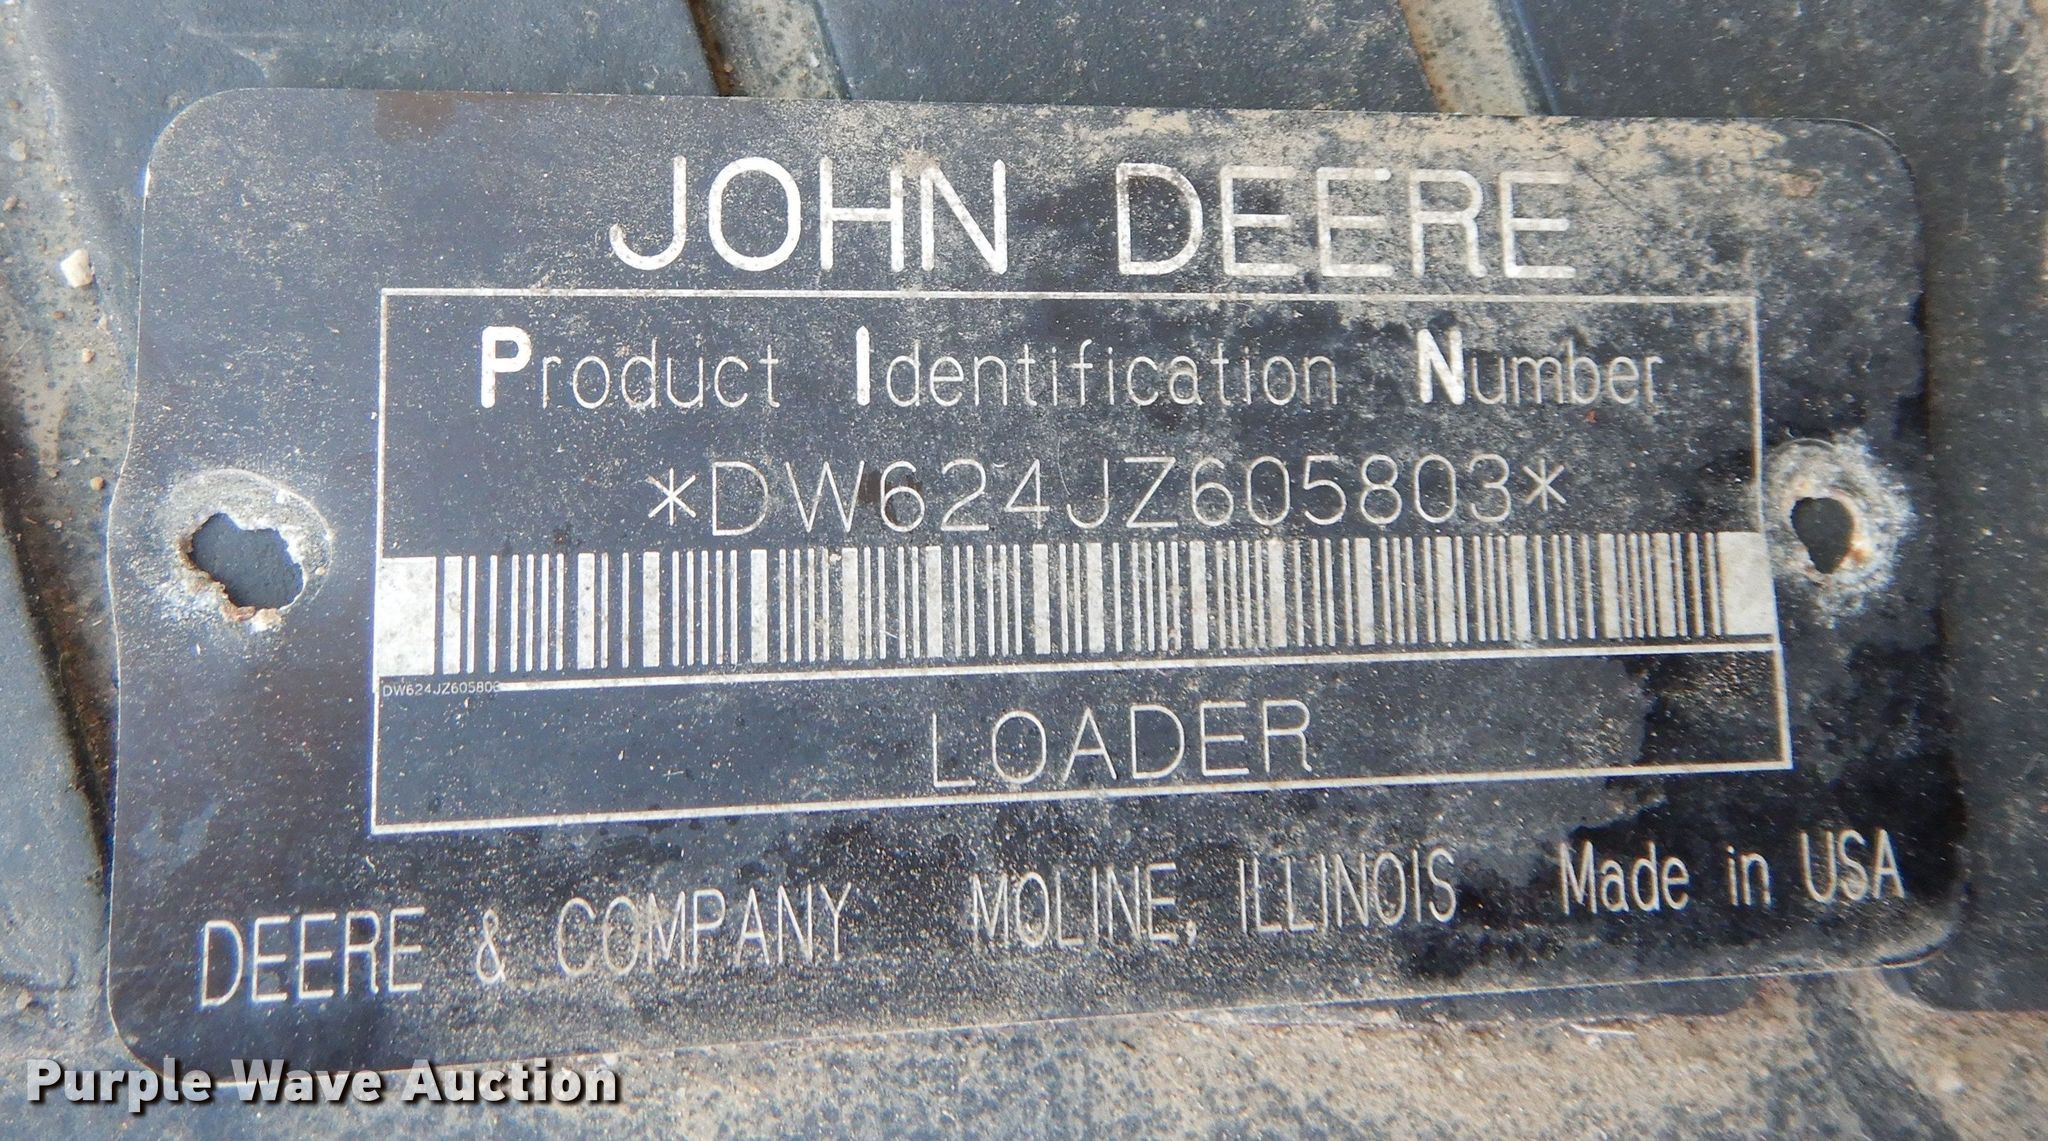 JOHN DEERE
Product Identification Number
*DW624JZ605803*
DW624JZ605803
LOADER
DEERE & COMPANY MOLINE, ILLINOIS Made in USA
Purple Wave Auction